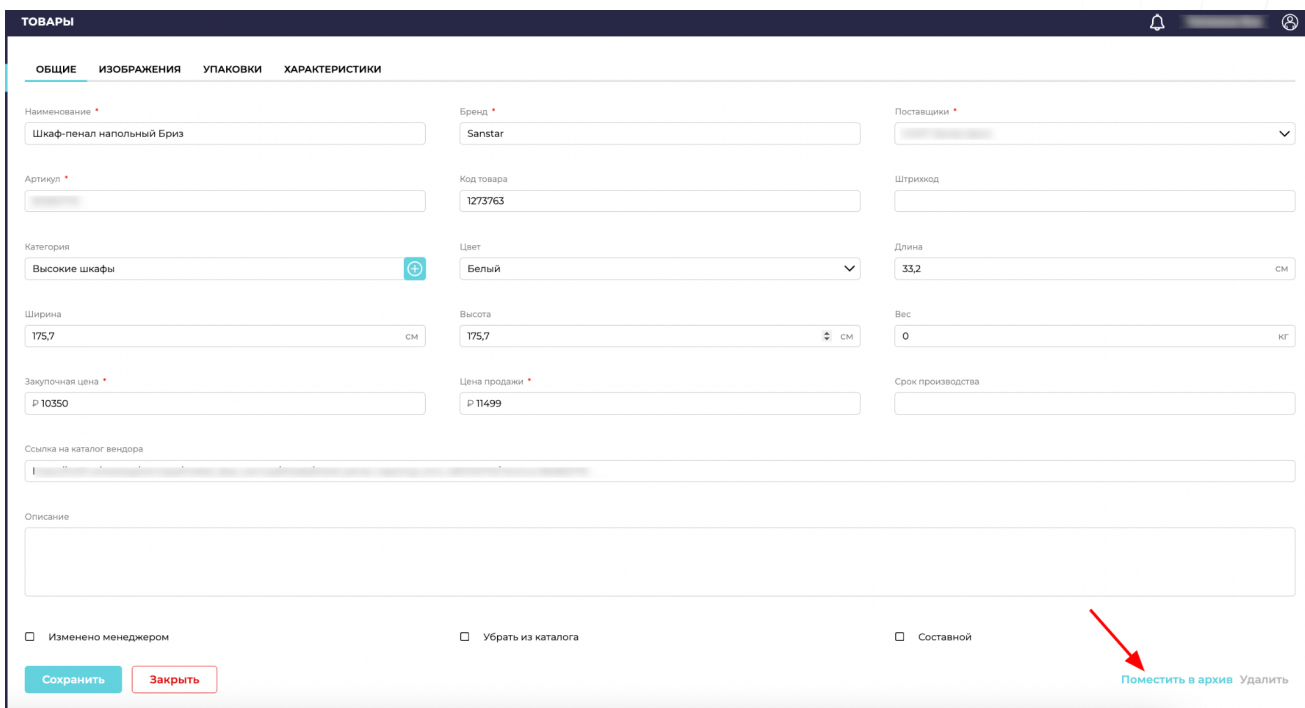 ТОВАРЫ
ОБЩИЕ ИЗОБРАЖЕНИЯ УПАКОВКИ ХАРАКТЕРИСТИКИ
Наименование * Бренд * Поставщики *
Шкаф-пенал напольный Бриз Sanstar
Артикул * Код товара Штрихкод
1273763
Категория Цвет Длина
Высокие шкафы Белый 33,2 см
Ширина Высота Вес
175,7 см 175,7 см 0 кг
Закупочная цена * Цена продажи * Срок производства
₽ 10350 ₽ 11499
Ссылка на каталог вендора
Описание
Изменено менеджером Убрать из каталога Составной
Сохранить Закрыть Поместить в архив Удалить